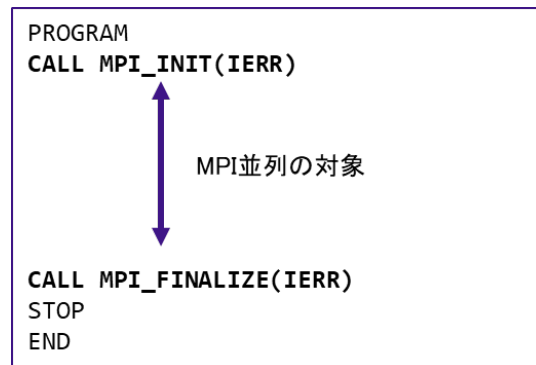 PROGRAM
CALL MPI_INIT(IERR)
MPI並列の対象
CALL MPI_FINALIZE(IERR)
STOP
END